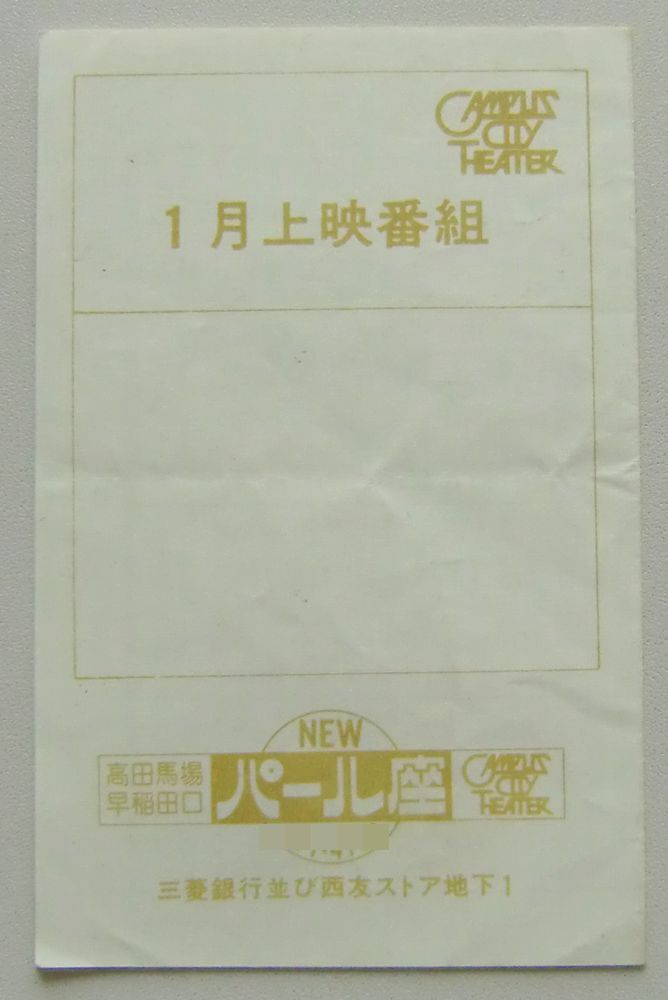 CAMPUS
CITY
THEATER
1月上映番組
NEW
高田馬場
早稲田口
パール座
CAMPUS
CITY
THEATER
三菱銀行並び西友ストア地下1